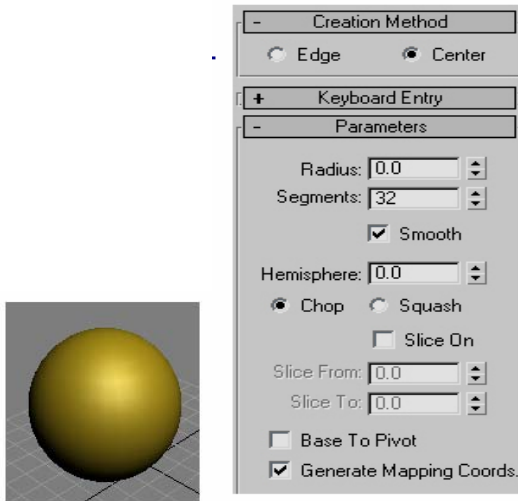 - Creation Method
Edge Center
+ Keyboard Entry
- Parameters
Radius: 0.0
Segments: 32
Smooth
Hemisphere: 0.0
Chop Squash
Slice On
Slice From: 0.0
Slice To: 0.0
Base To Pivot
Generate Mapping Coords.